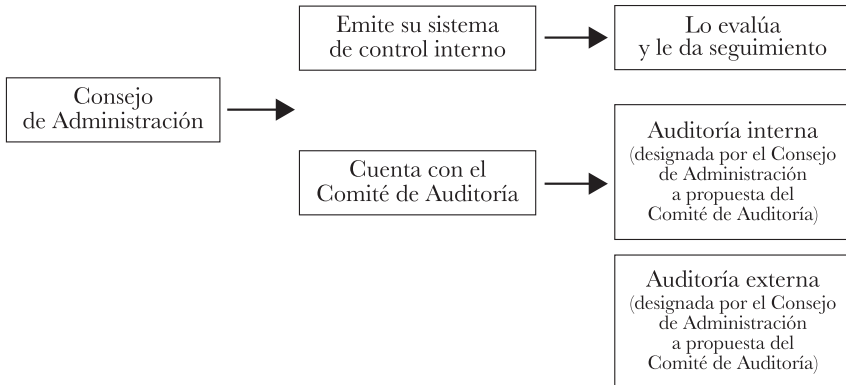 Consejo
de Administración
Emite su sistema
de control interno
Lo evalúa
y le da seguimiento
Cuenta con el
Comité de Auditoría
Auditoría interna
(designada por el Consejo
de Administración
a propuesta del
Comité de Auditoría)
Auditoría externa
(designada por el Consejo
de Administración
a propuesta del
Comité de Auditoría)